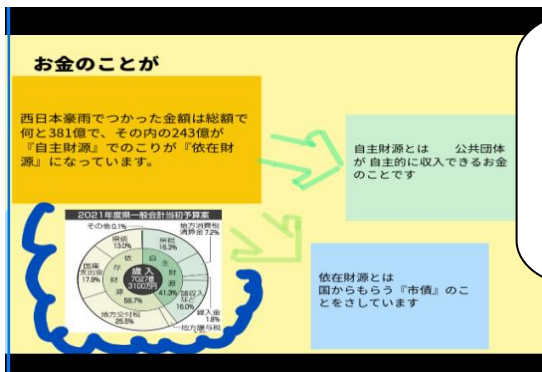 お金のことが
西日本豪雨でつかった金額は総額で
何と381億で、その内の243億が
『自主財源』でのこりが『依在財
源』になっています。
自主財源とは　　公共団体
が 自主的に収入できるお金
のことです
2021年度県一般会計当初予算案
その他0.1%
地方消費税
清算金7.2%
県債
13.0%
県税
16.3%
国庫
支出金
17.9%
依
存
財
源
58.7%
自
主
財
源
41.3%
歳入
7027億
3100万円
諸収入
など
16.0%
繰入金
1.8%
地方交付税
25.5%
地方譲与税
依在財源とは
国からもらう『市債』のこ
とをさしています